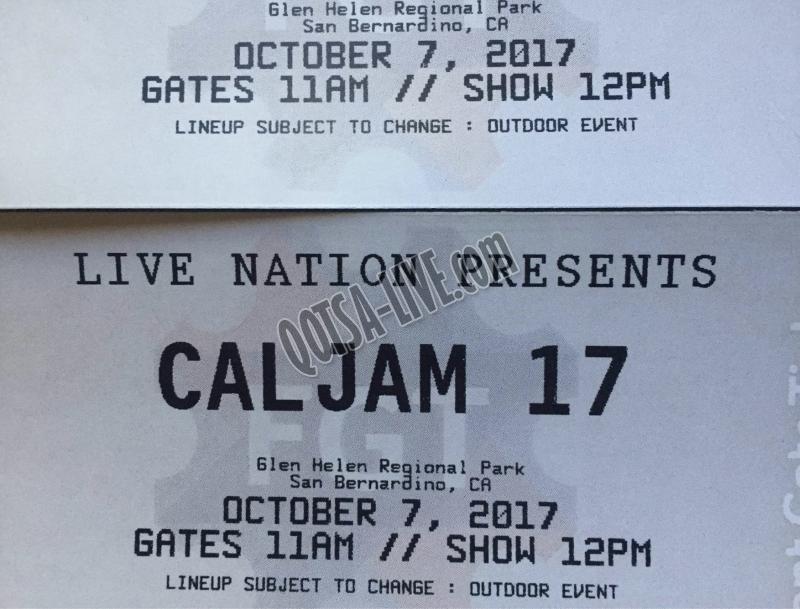 Glen Helen Regional Park
San Bernardino, CA
OCTOBER 7, 2017
GATES 11AM // SHOW 12PM
LINEUP SUBJECT TO CHANGE : OUTDOOR EVENT
LIVE NATION PRESENTS
QOTSA-LIVE.com
CALJAM 17
FGT
Glen Helen Regional Park
San Bernardino, CA
OCTOBER 7, 2017
GATES 11AM // SHOW 12PM
LINEUP SUBJECT TO CHANGE : OUTDOOR EVENT